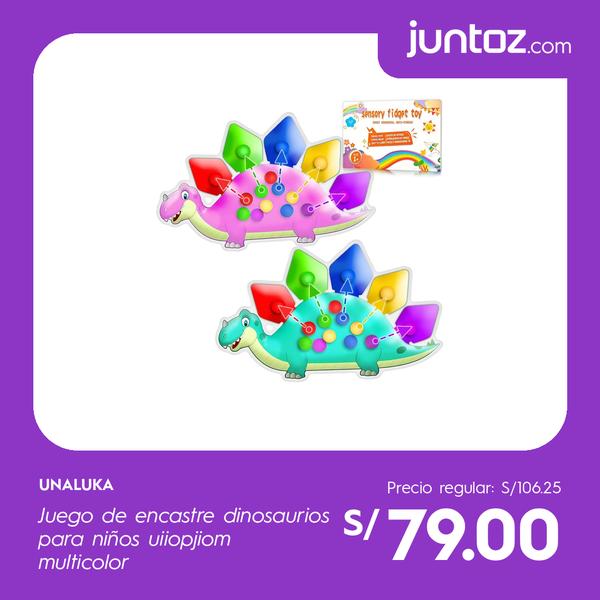 juntoz.com
sensory fidget toy
UNALUKA
Juego de encastre dinosaurios
para niños uiiopjiom
multicolor
Precio regular: S/106.25
S/79.00